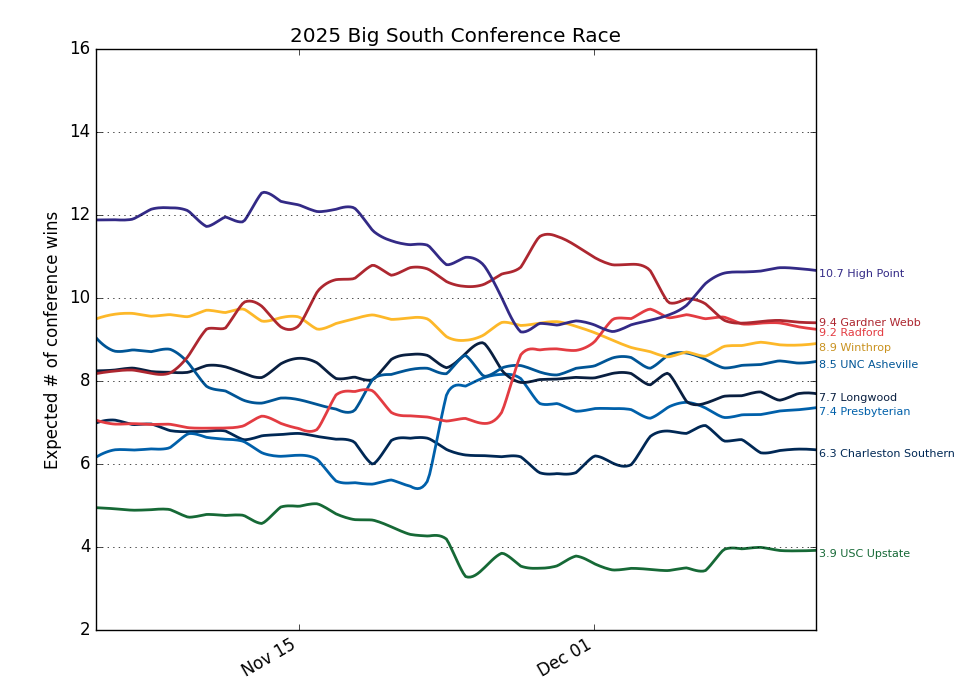 2025 Big South Conference Race
Expected # of conference wins
16
14
12
10
8
6
4
2
Nov 15
Dec 01
10.7 High Point
9.4 Gardner Webb
9.2 Radford
8.9 Winthrop
8.5 UNC Asheville
7.7 Longwood
7.4 Presbyterian
6.3 Charleston Southern
3.9 USC Upstate